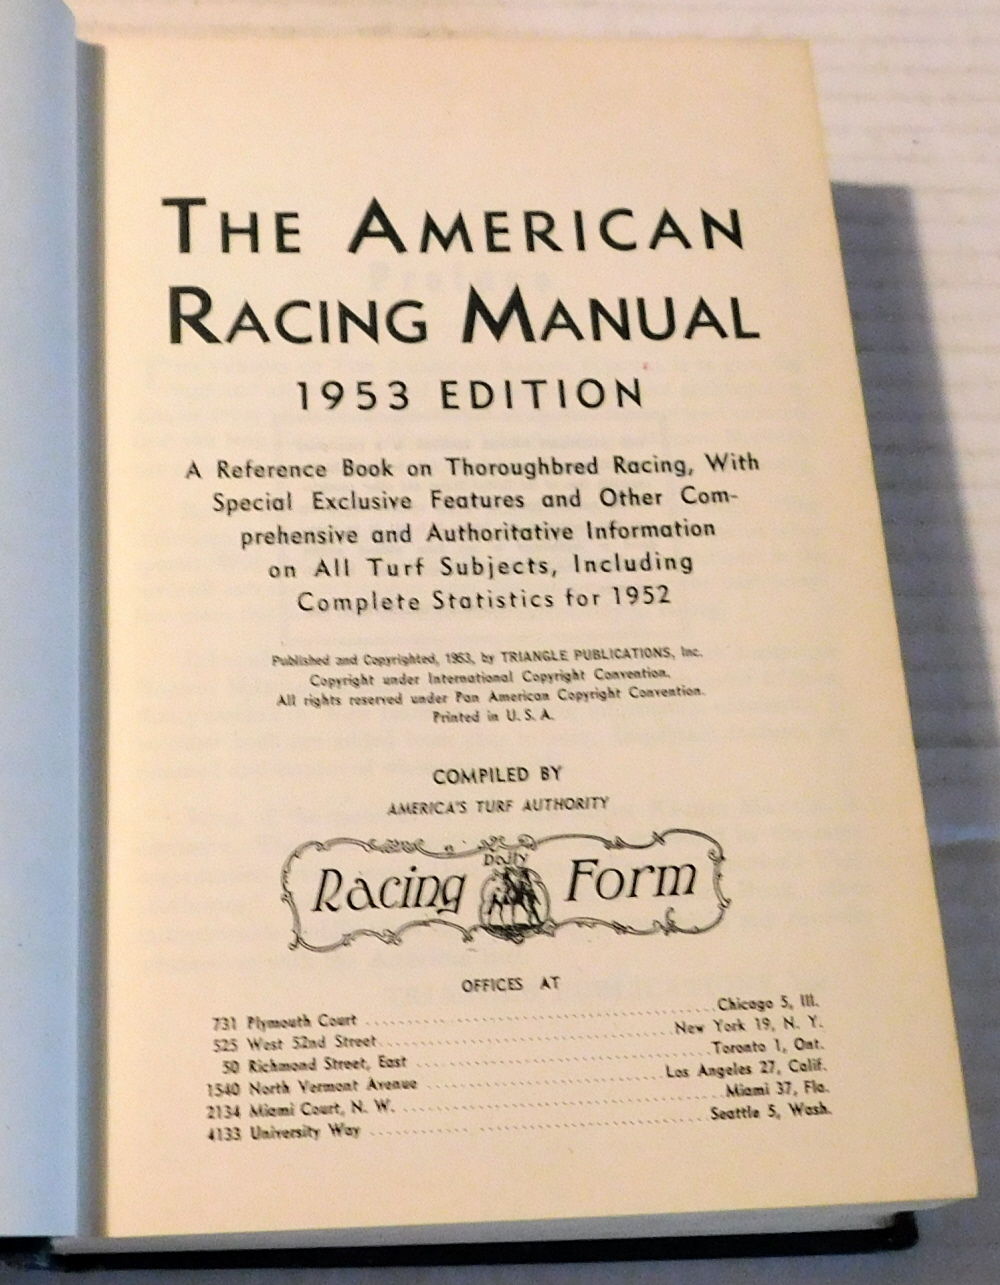 THE AMERICAN
RACING MANUAL
1953 EDITION
A Reference Book on Thoroughbred Racing, With
Special Exclusive Features and Other Com-
prehensive and Authoritative Information
on All Turf Subjects, Including
Complete Statistics for 1952
Published and Copyrighted, 1953, by TRIANGLE PUBLICATIONS, Inc.
Copyright under International Copyright Convention.
All rights reserved under Pan American Copyright Convention.
Printed in U. S. A.
COMPILED BY
AMERICA'S TURF AUTHORITY
Daily
Racing Form
OFFICES AT
731 Plymouth Court ........ Chicago 5, Ill.
525 West 52nd Street ........ New York 19, N. Y.
50 Richmond Street, East ........ Toronto 1, Ont.
1540 North Vermont Avenue ........ Los Angeles 27, Calif.
2134 Miami Court, N. W. ........ Miami 37, Fla.
4133 University Way ........ Seattle 5, Wash.